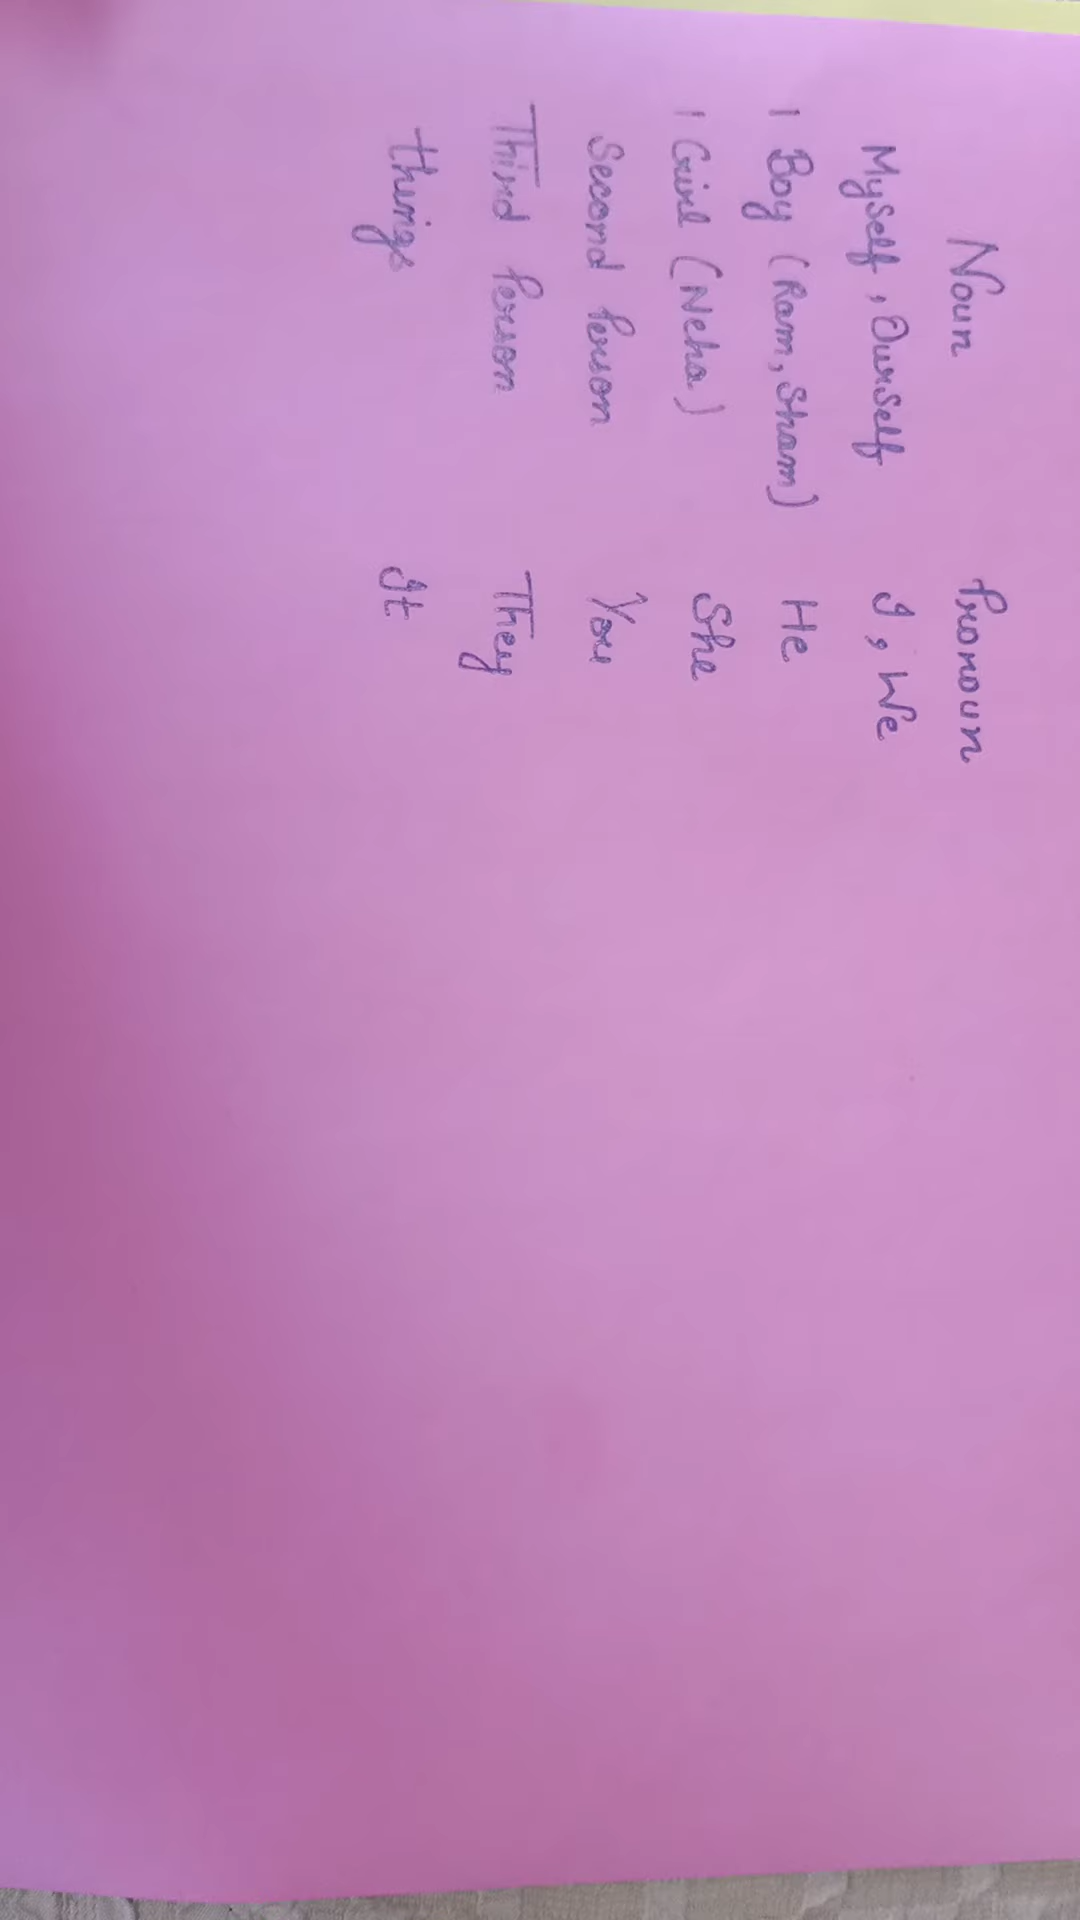 Noun Pronoun
Myself, Ourself I, We
1 Boy (Ram, Sham) He
1 Girl (Neha) She
Second Person You
Third Person They
things It